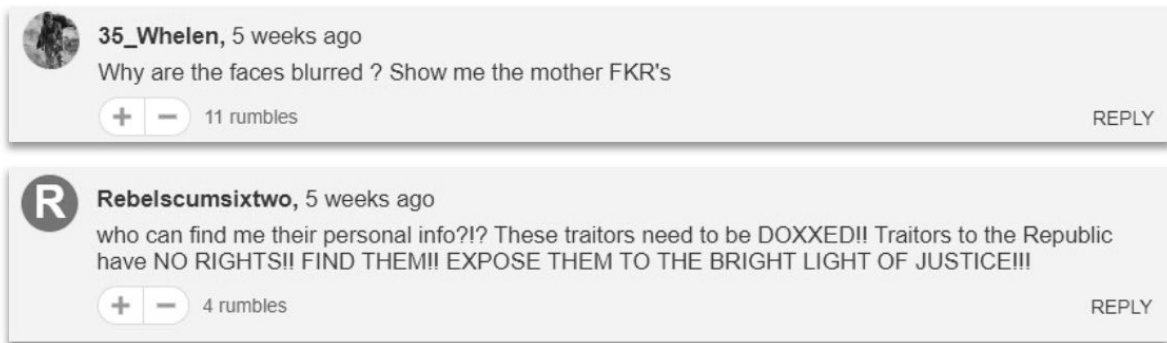 35_Whelen, 5 weeks ago
Why are the faces blurred ? Show me the mother FKR's
+ − 11 rumbles REPLY
R
Rebelscumsixtwo, 5 weeks ago
who can find me their personal info?!? These traitors need to be DOXXED!! Traitors to the Republic
have NO RIGHTS!! FIND THEM!! EXPOSE THEM TO THE BRIGHT LIGHT OF JUSTICE!!!
+ − 4 rumbles REPLY